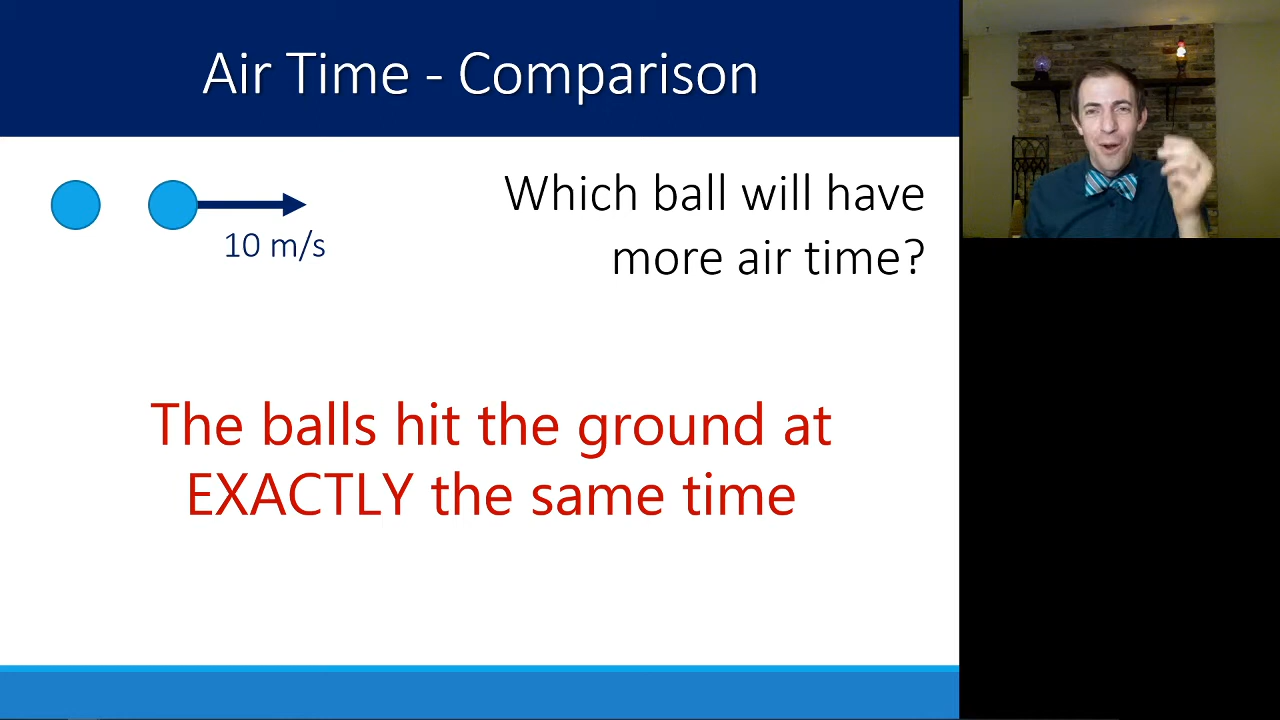 Air Time - Comparison
10 m/s
Which ball will have
more air time?
The balls hit the ground at
EXACTLY the same time